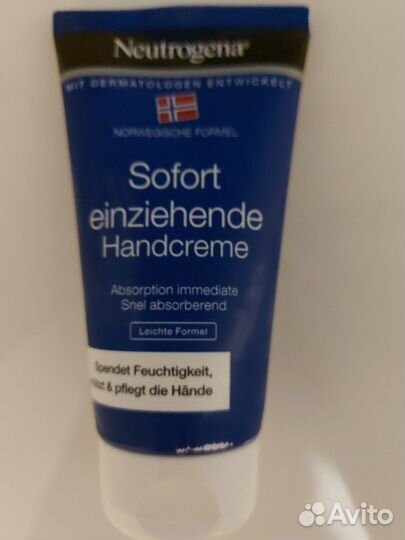 Neutrogena®
MIT DERMATOLOGEN ENTWICKELT
NORWEGISCHE FORMEL
Sofort
einziehende
Handcreme
Absorption immediate
Snel absorberend
Leichte Formel
Spendet Feuchtigkeit,
& pflegt die Hände
Avito